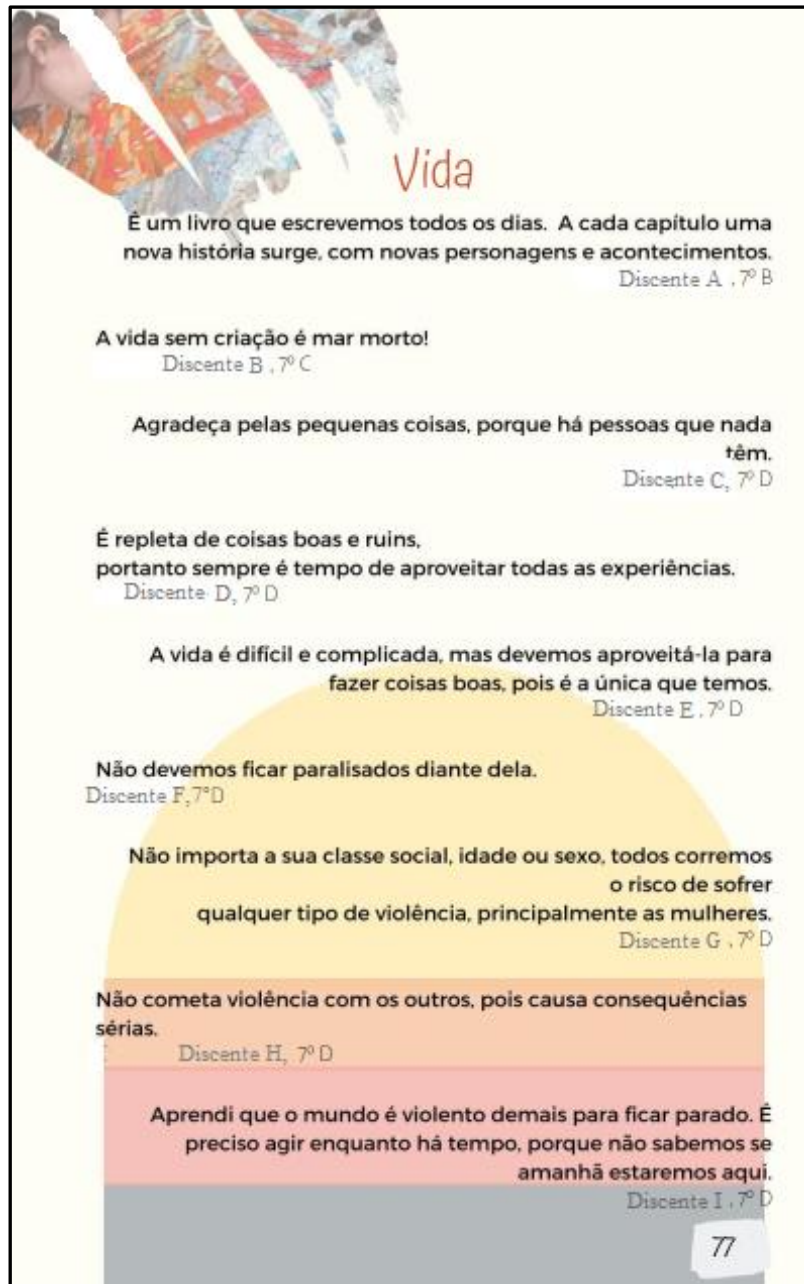 Vida
É um livro que escrevemos todos os dias. A cada capítulo uma
nova história surge, com novas personagens e acontecimentos.
Discente A , 7º B
A vida sem criação é mar morto!
Discente B , 7º C
Agradeça pelas pequenas coisas, porque há pessoas que nada
têm.
Discente C, 7º D
É repleta de coisas boas e ruins,
portanto sempre é tempo de aproveitar todas as experiências.
Discente D, 7º D
A vida é difícil e complicada, mas devemos aproveitá-la para
fazer coisas boas, pois é a única que temos.
Discente E , 7º D
Não devemos ficar paralisados diante dela.
Discente F,7°D
Não importa a sua classe social, idade ou sexo, todos corremos
o risco de sofrer
qualquer tipo de violência, principalmente as mulheres.
Discente G , 7º D
Não cometa violência com os outros, pois causa consequências
sérias.
Discente H, 7º D
Aprendi que o mundo é violento demais para ficar parado. É
preciso agir enquanto há tempo, porque não sabemos se
amanhã estaremos aqui.
Discente I , 7º D
77